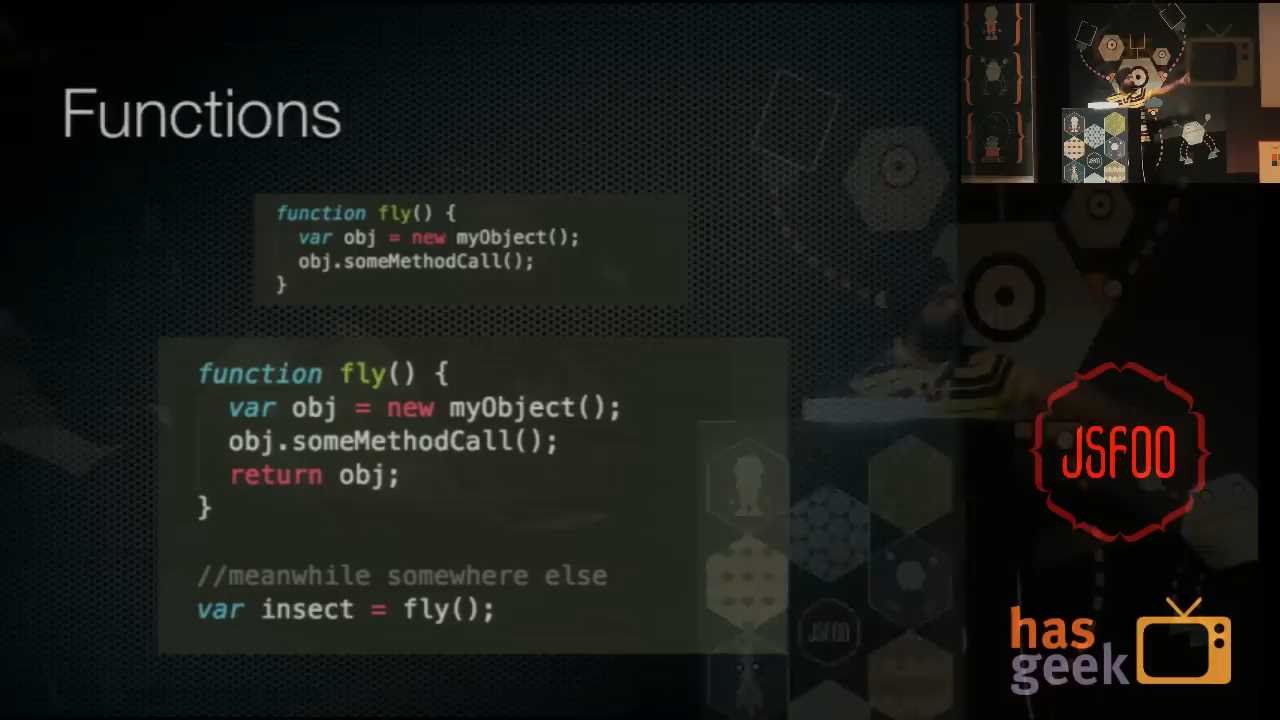 Functions
function fly() {
  var obj = new myObject();
  obj.someMethodCall();
}
function fly() {
  var obj = new myObject();
  obj.someMethodCall();
  return obj;
}
//meanwhile somewhere else
var insect = fly();
JSFOO
JSFOO
has
geek